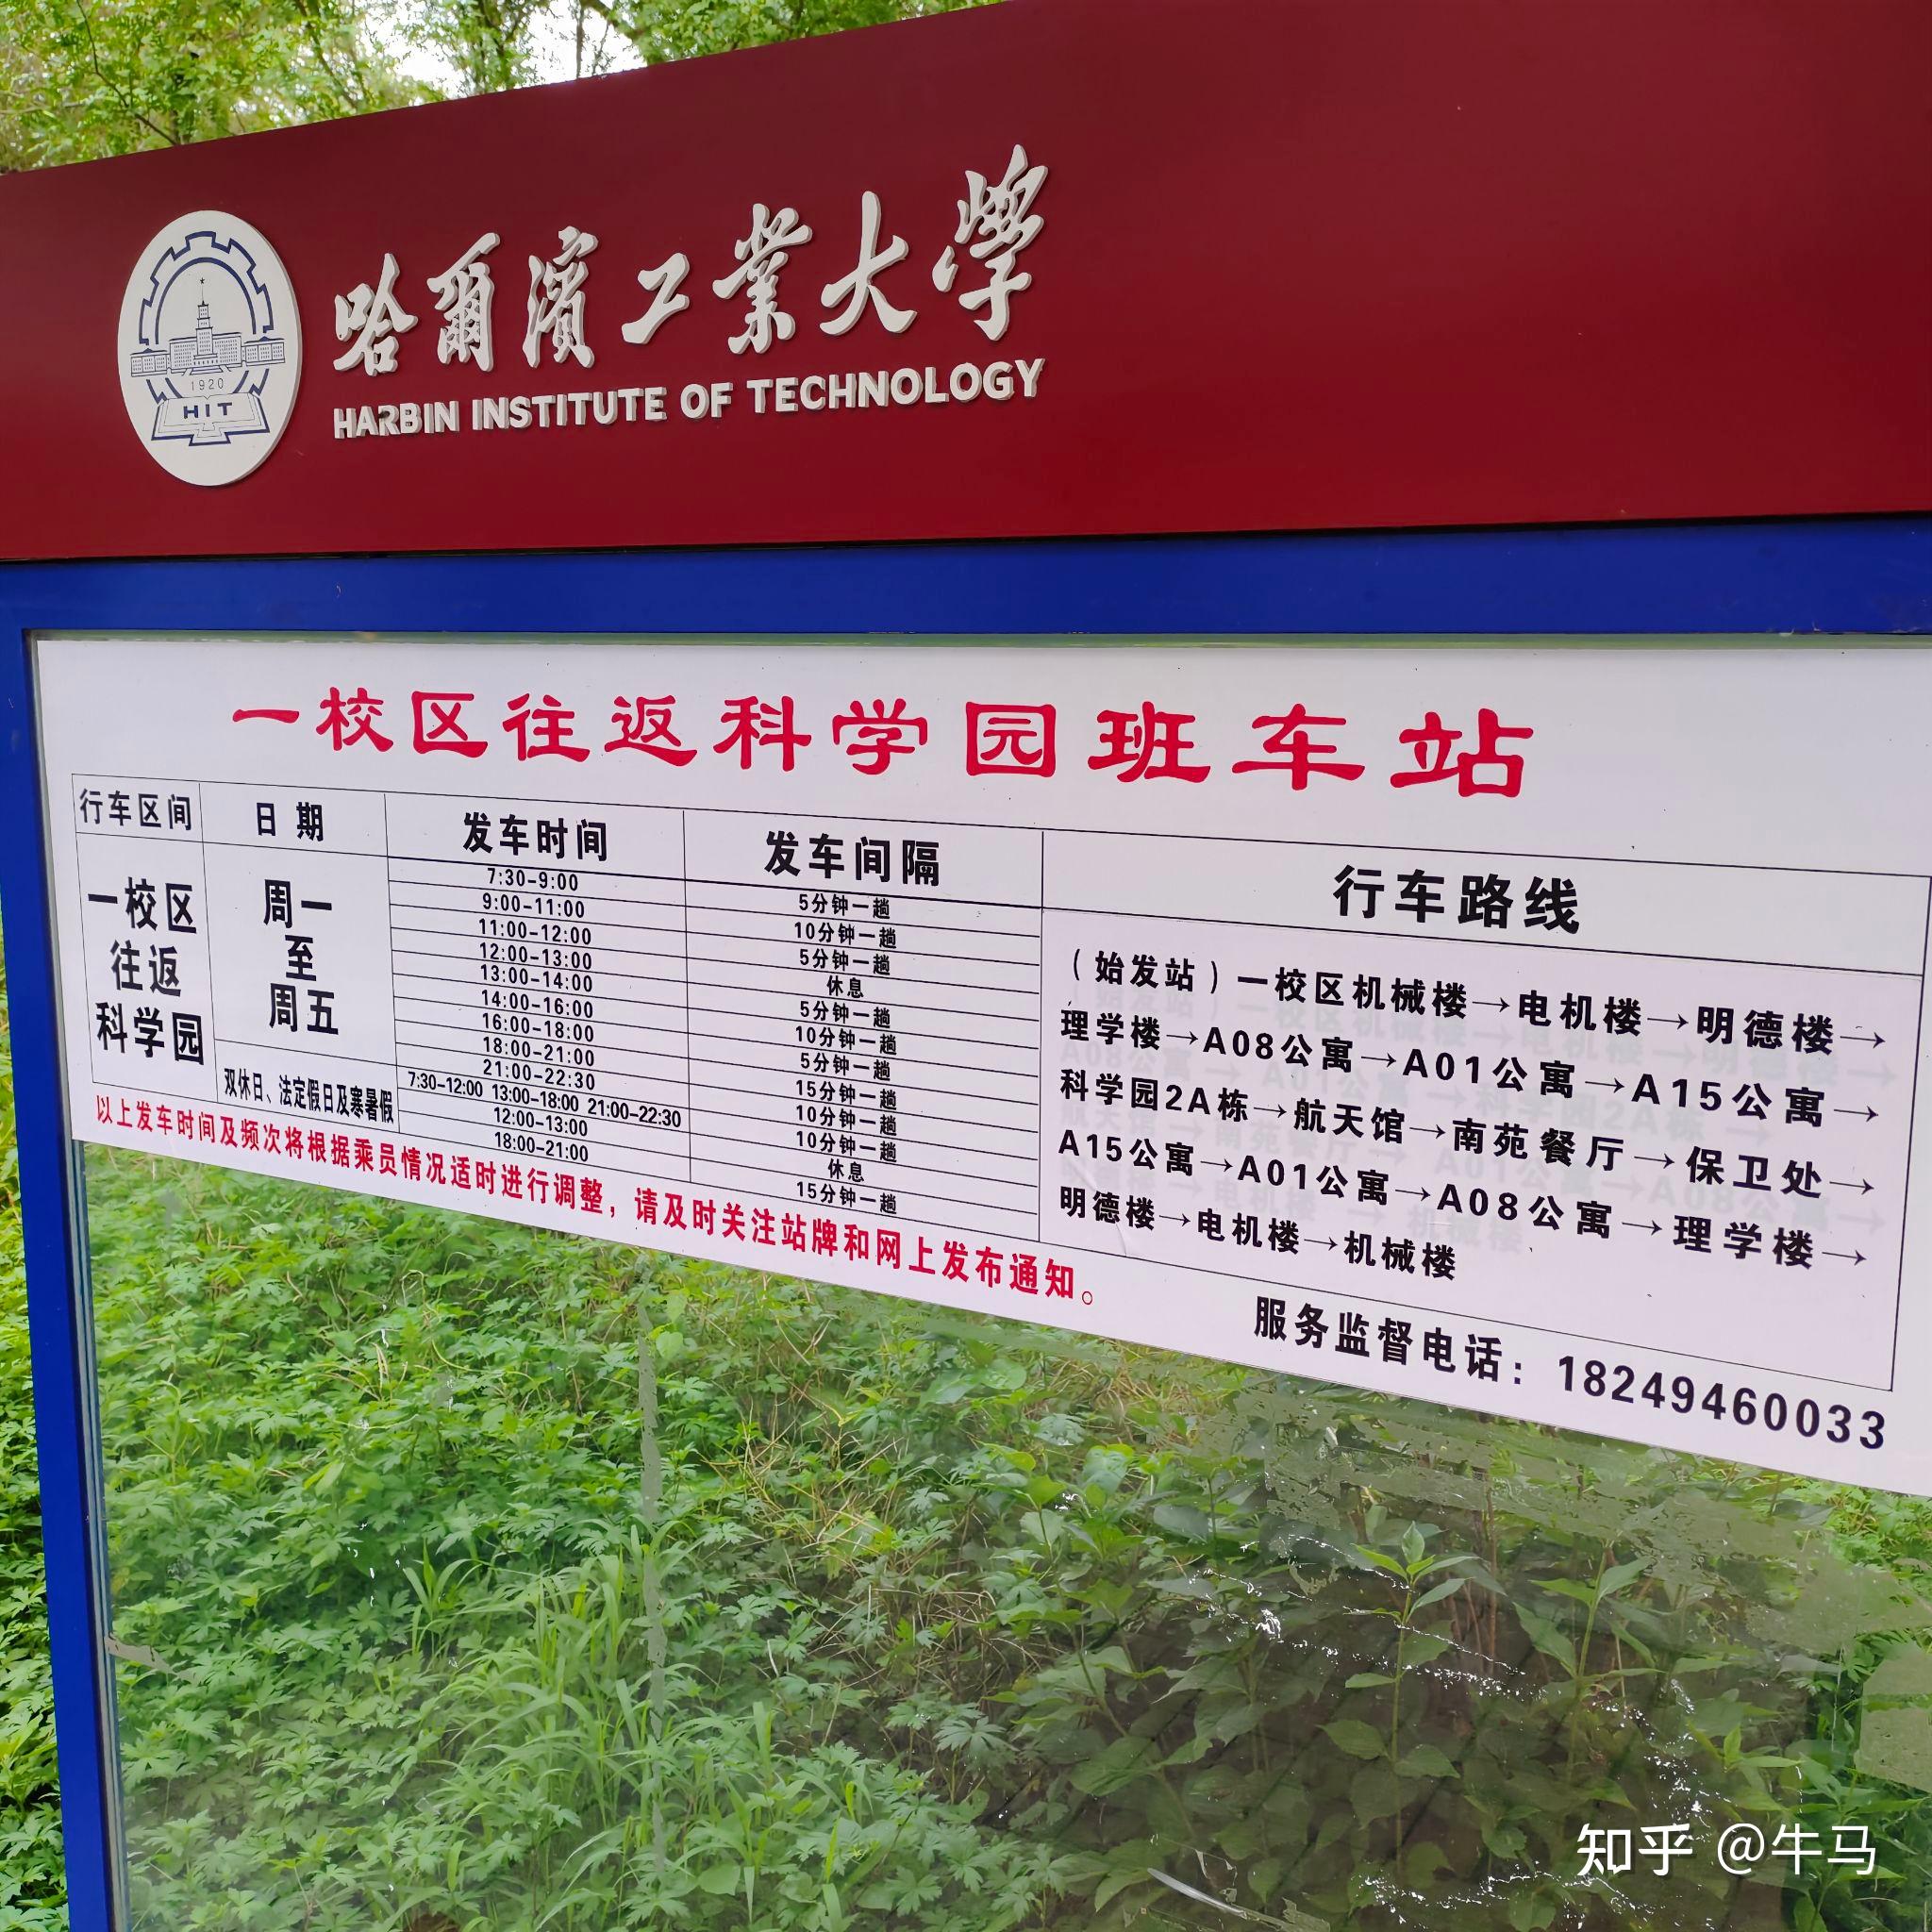 哈爾濱工業大學
HARBIN INSTITUTE OF TECHNOLOGY
1920
HIT
一校区往返科学园班车站
行车区间 日期 发车时间 发车间隔 行车路线
一校区
往返
科学园
周一
至
周五
7:30-9:00 5分钟一趟
9:00-11:00 10分钟一趟
11:00-12:00 5分钟一趟
12:00-13:00 休息
13:00-14:00 5分钟一趟
14:00-16:00 10分钟一趟
16:00-18:00 5分钟一趟
18:00-21:00 15分钟一趟
21:00-22:30 10分钟一趟
双休日、法定假日及寒暑假
7:30-12:00 13:00-18:00 21:00-22:30 10分钟一趟
12:00-13:00 休息
18:00-21:00 15分钟一趟
（始发站）一校区机械楼→电机楼→明德楼→
理学楼→A08公寓→A01公寓→A15公寓→
科学园2A栋→航天馆→南苑餐厅→保卫处→
A15公寓→A01公寓→A08公寓→理学楼→
明德楼→电机楼→机械楼
以上发车时间及频次将根据乘员情况适时进行调整，请及时关注站牌和网上发布通知。
服务监督电话：18249460033
知乎 @牛马